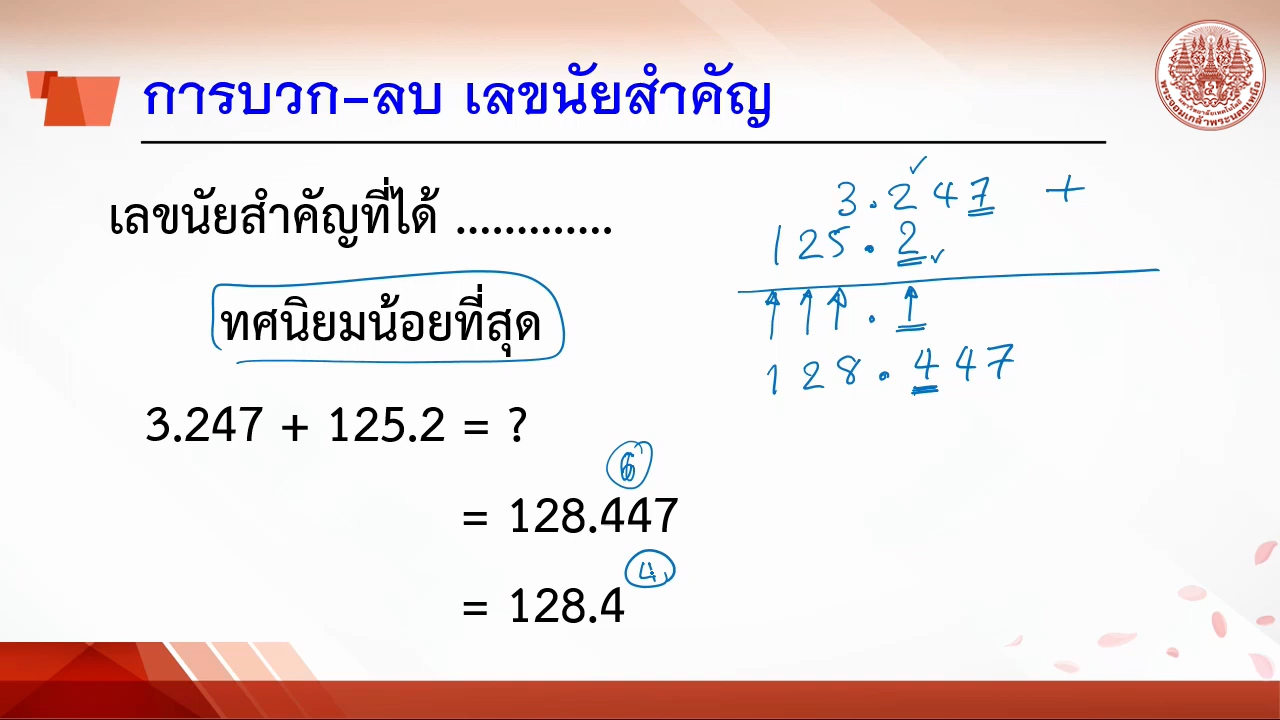 การบวก-ลบ เลขนัยสำคัญ
เลขนัยสำคัญที่ได้ .............
ทศนิยมน้อยที่สุด
3.247 + 125.2 = ?
6
= 128.447
4
= 128.4
3.247 +
125.2
128.447